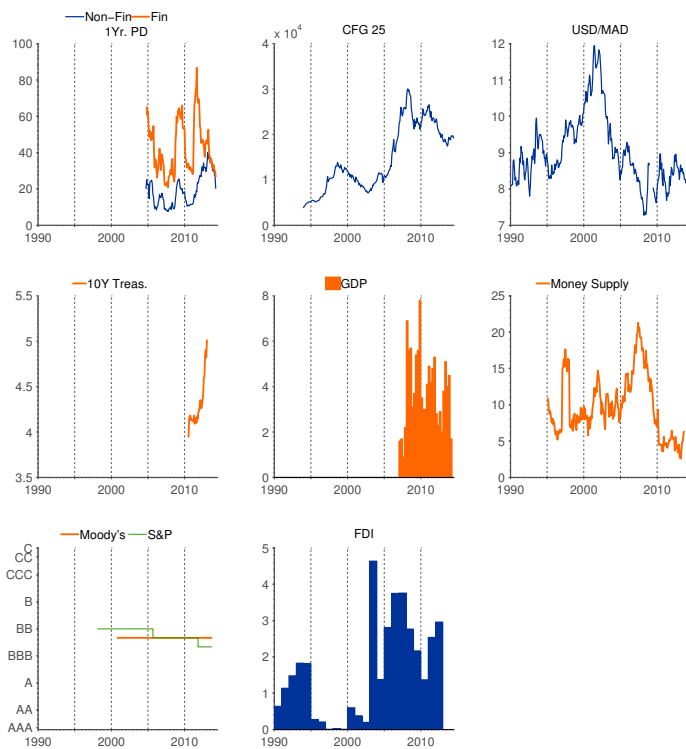 Non−Fin Fin
1Yr. PD
100
80
60
40
20
0
1990 2000 2010
x 10^4 CFG 25
4
3
2
1
0
1990 2000 2010
USD/MAD
12
11
10
9
8
7
1990 2000 2010
10Y Treas.
5.5
5
4.5
4
3.5
1990 2000 2010
GDP
8
6
4
2
0
1990 2000 2010
Money Supply
25
20
15
10
5
0
1990 2000 2010
Moody's S&P
C
CC
CCC
B
BB
BBB
A
AA
AAA
1990 2000 2010
FDI
5
4
3
2
1
0
1990 2000 2010